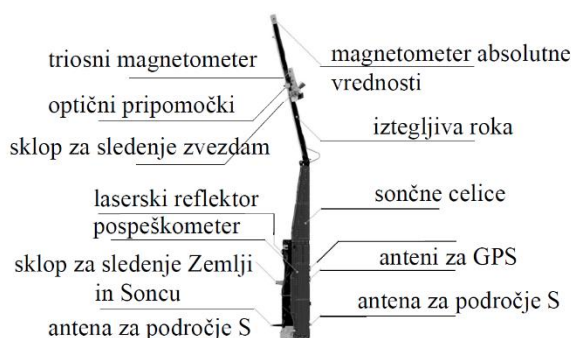 triosni magnetometer
optični pripomočki
sklop za sledenje zvezdam
laserski reflektor
pospeškometer
sklop za sledenje Zemlji
in Soncu
antena za področje S
magnetometer absolutne
vrednosti
iztegljiva roka
sončne celice
anteni za GPS
antena za področje S